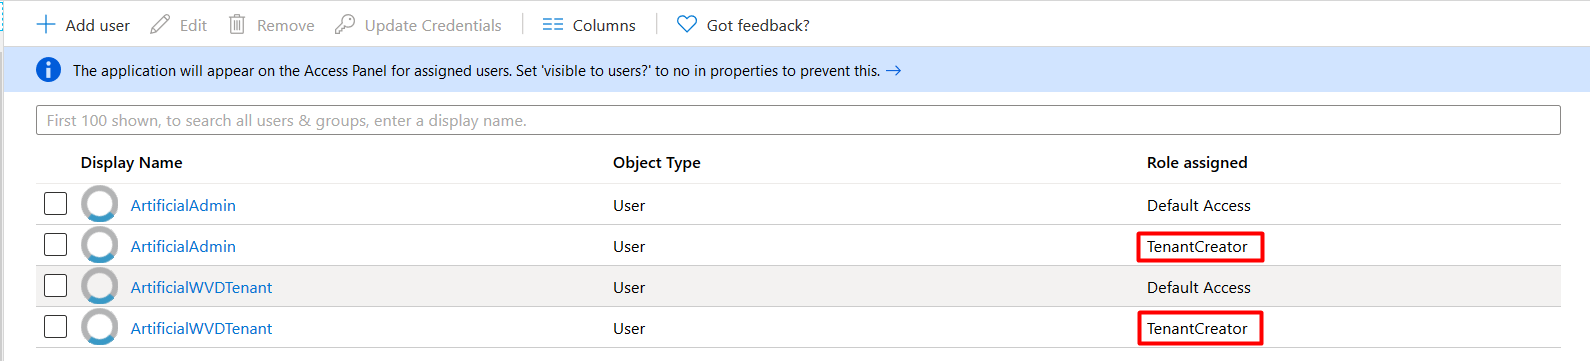 Add user Edit Remove Update Credentials Columns Got feedback?
The application will appear on the Access Panel for assigned users. Set 'visible to users?' to no in properties to prevent this. →
First 100 shown, to search all users & groups, enter a display name.
Display Name Object Type Role assigned
ArtificialAdmin User Default Access
ArtificialAdmin User TenantCreator
ArtificialWVDTenant User Default Access
ArtificialWVDTenant User TenantCreator